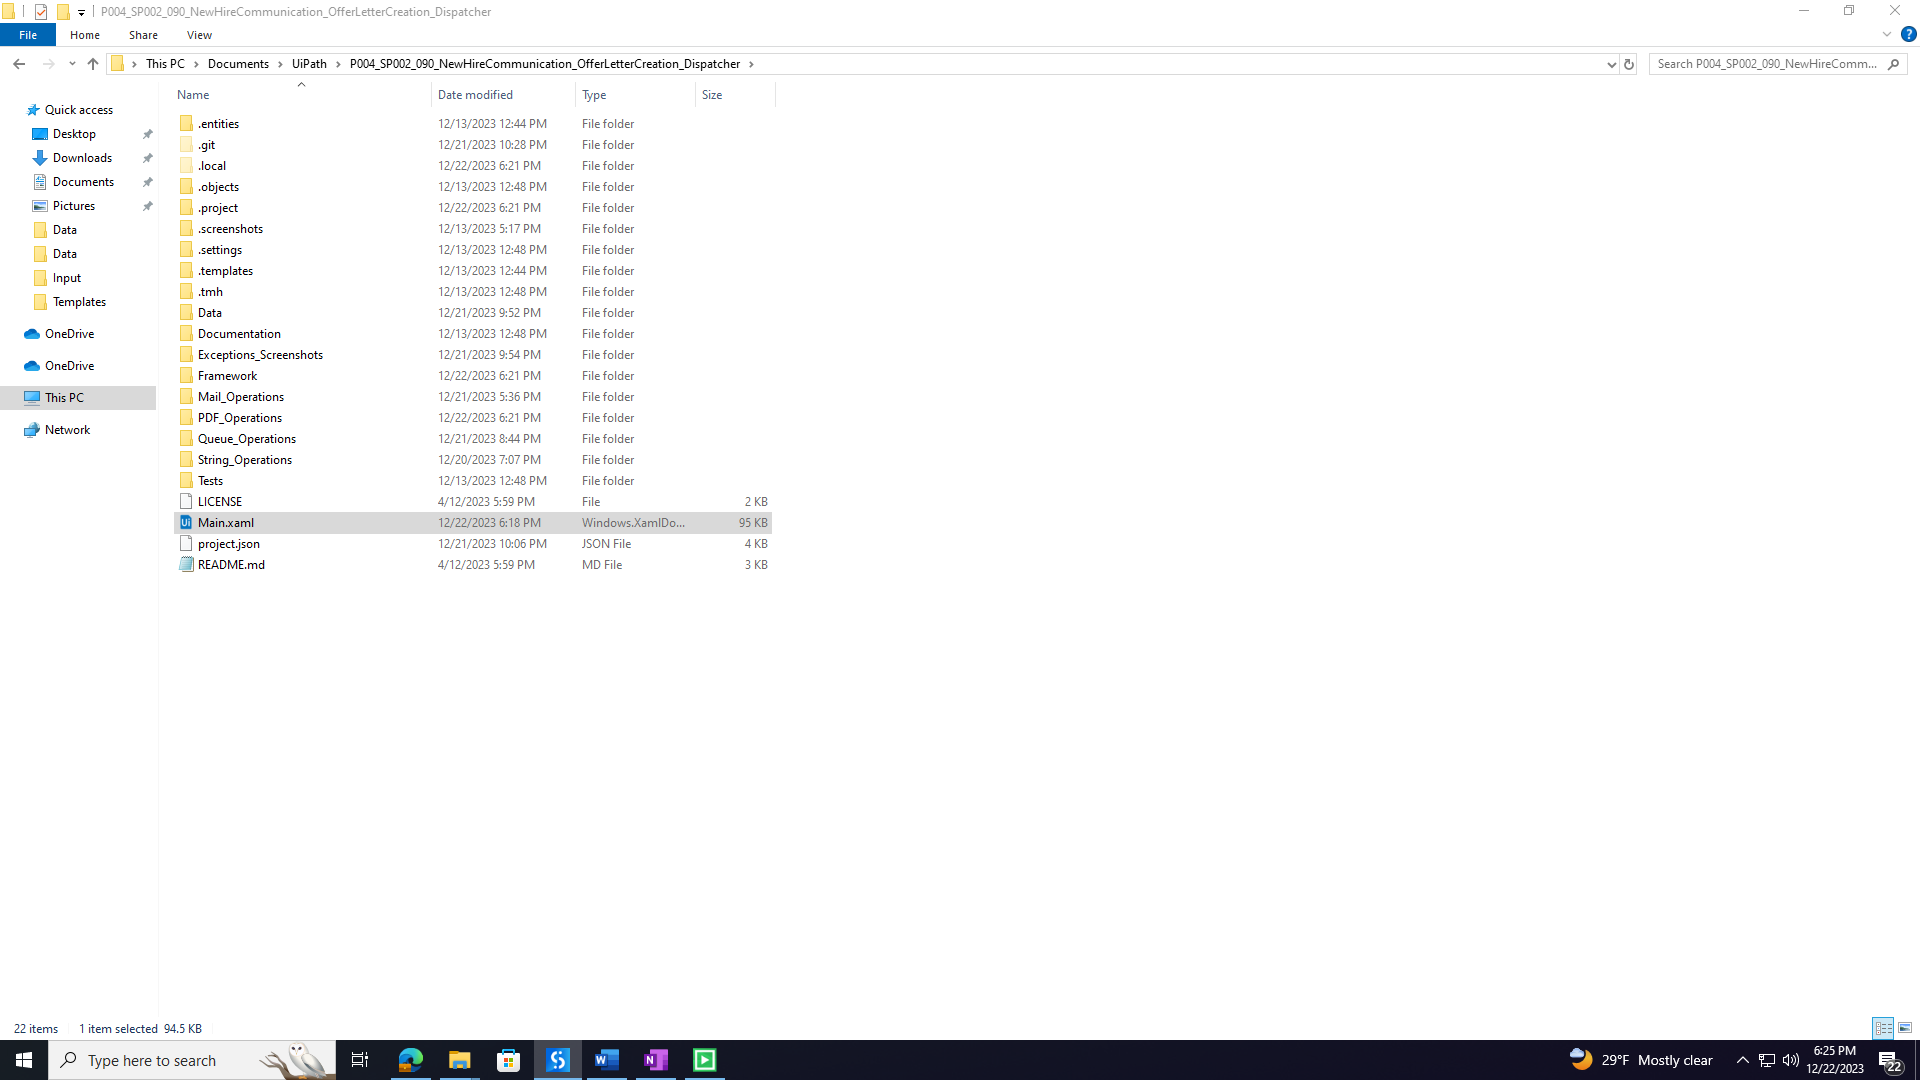 P004_SP002_090_NewHireCommunication_OfferLetterCreation_Dispatcher
File Home Share View
This PC Documents UiPath P004_SP002_090_NewHireCommunication_OfferLetterCreation_Dispatcher
Search P004_SP002_090_NewHireComm...
Quick access
Desktop
Downloads
Documents
Pictures
Data
Data
Input
Templates
OneDrive
OneDrive
This PC
Network
Name Date modified Type Size
.entities 12/13/2023 12:44 PM File folder
.git 12/21/2023 10:28 PM File folder
.local 12/22/2023 6:21 PM File folder
.objects 12/13/2023 12:48 PM File folder
.project 12/22/2023 6:21 PM File folder
.screenshots 12/13/2023 5:17 PM File folder
.settings 12/13/2023 12:48 PM File folder
.templates 12/13/2023 12:44 PM File folder
.tmh 12/13/2023 12:48 PM File folder
Data 12/21/2023 9:52 PM File folder
Documentation 12/13/2023 12:48 PM File folder
Exceptions_Screenshots 12/21/2023 9:54 PM File folder
Framework 12/22/2023 6:21 PM File folder
Mail_Operations 12/21/2023 5:36 PM File folder
PDF_Operations 12/22/2023 6:21 PM File folder
Queue_Operations 12/21/2023 8:44 PM File folder
String_Operations 12/20/2023 7:07 PM File folder
Tests 12/13/2023 12:48 PM File folder
LICENSE 4/12/2023 5:59 PM File 2 KB
Main.xaml 12/22/2023 6:18 PM Windows.XamlDo... 95 KB
project.json 12/21/2023 10:06 PM JSON File 4 KB
README.md 4/12/2023 5:59 PM MD File 3 KB
22 items 1 item selected 94.5 KB
Type here to search
29°F Mostly clear
6:25 PM
12/22/2023
22